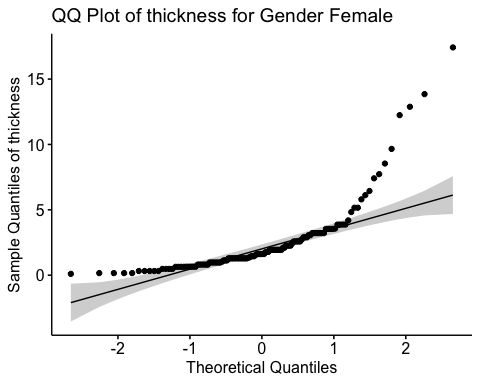 QQ Plot of thickness for Gender Female
Sample Quantiles of thickness
15
10
5
0
-2 -1 0 1 2
Theoretical Quantiles